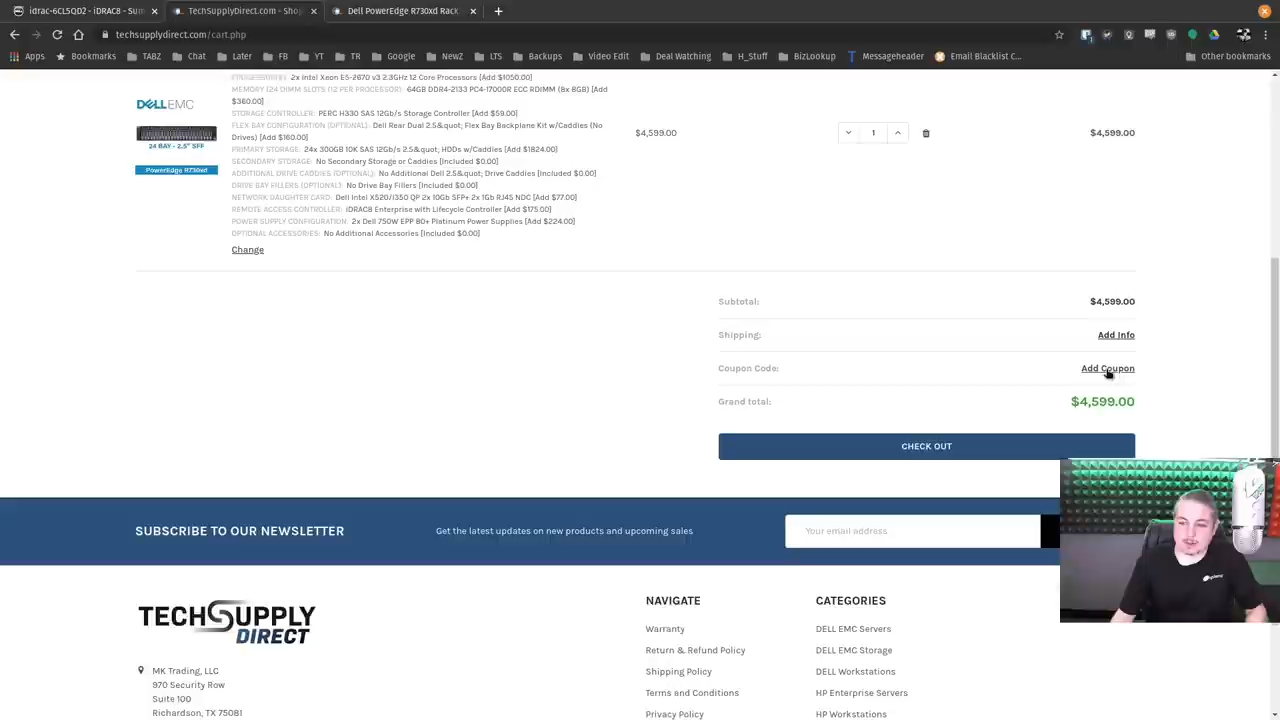 idrac-6CL5QD2 - iDRAC8 - Sum
techsupplydirect.com - Shop
Dell PowerEdge R730xd Rack
techsupplydirect.com/cart.php
Apps
Bookmarks
TABZ
Chat
Later
FB
YT
TR
Google
NewZ
LTS
Backups
Video Edit
Deal Watching
H_Stuff
BizLookup
Messageheader
Email Blacklist C...
Other bookmarks
2x Intel Xeon E5-2670 v3 2.3GHz 12 Core Processors [Add $1050.00]
MEMORY (24 DIMM SLOTS (12 PER PROCESSOR): 64GB DDR4-2133 PC4-17000R ECC RDIMM (8x 8GB) [Add
$360.00]
STORAGE CONTROLLER: PERC H330 SAS 12Gb/s Storage Controller [Add $59.00]
FLEX BAY CONFIGURATION (OPTIONAL): Dell Rear Dual 2.5&quot; Flex Bay Backplane Kit w/Caddies (No
Drives) [Add $160.00]
PRIMARY STORAGE: 24x 300GB 10K SAS 12Gb/s 2.5&quot; HDDs w/Caddies [Add $1824.00]
SECONDARY STORAGE: No Secondary Storage or Caddies [Included $0.00]
ADDITIONAL DRIVE CADDIES (OPTIONAL): No Additional Dell 2.5&quot; Drive Caddies [Included $0.00]
DRIVE BAY FILLERS (OPTIONAL): No Drive Bay Fillers [Included $0.00]
NETWORK DAUGHTER CARD: Dell Intel X520/I350 QP 2x 10Gb SFP+ 2x 1Gb RJ45 NDC [Add $77.00]
REMOTE ACCESS CONTROLLER: iDRAC8 Enterprise with Lifecycle Controller [Add $175.00]
POWER SUPPLY CONFIGURATION: 2x Dell 750W EPP 80+ Platinum Power Supplies [Add $224.00]
OPTIONAL ACCESSORIES: No Additional Accessories [Included $0.00]
Change
DELLEMC
24 BAY - 2.5" SFF
PowerEdge R730xd
$4,599.00
1
$4,599.00
Subtotal:
$4,599.00
Shipping:
Add Info
Coupon Code:
Add Coupon
Grand total:
$4,599.00
CHECK OUT
SUBSCRIBE TO OUR NEWSLETTER
Get the latest updates on new products and upcoming sales
Your email address
TECHSUPPLY
DIRECT
MK Trading, LLC
970 Security Row
Suite 100
Richardson, TX 75081
NAVIGATE
Warranty
Return & Refund Policy
Shipping Policy
Terms and Conditions
Privacy Policy
CATEGORIES
DELL EMC Servers
DELL EMC Storage
DELL Workstations
HP Enterprise Servers
HP Workstations